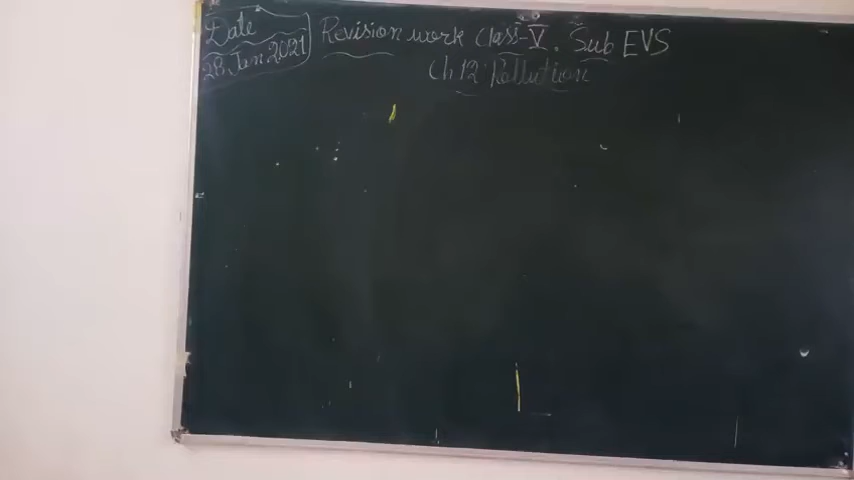 Date
28 Jan 2021
Revision work Class-V. Sub EVS
Ch 12 Pollution